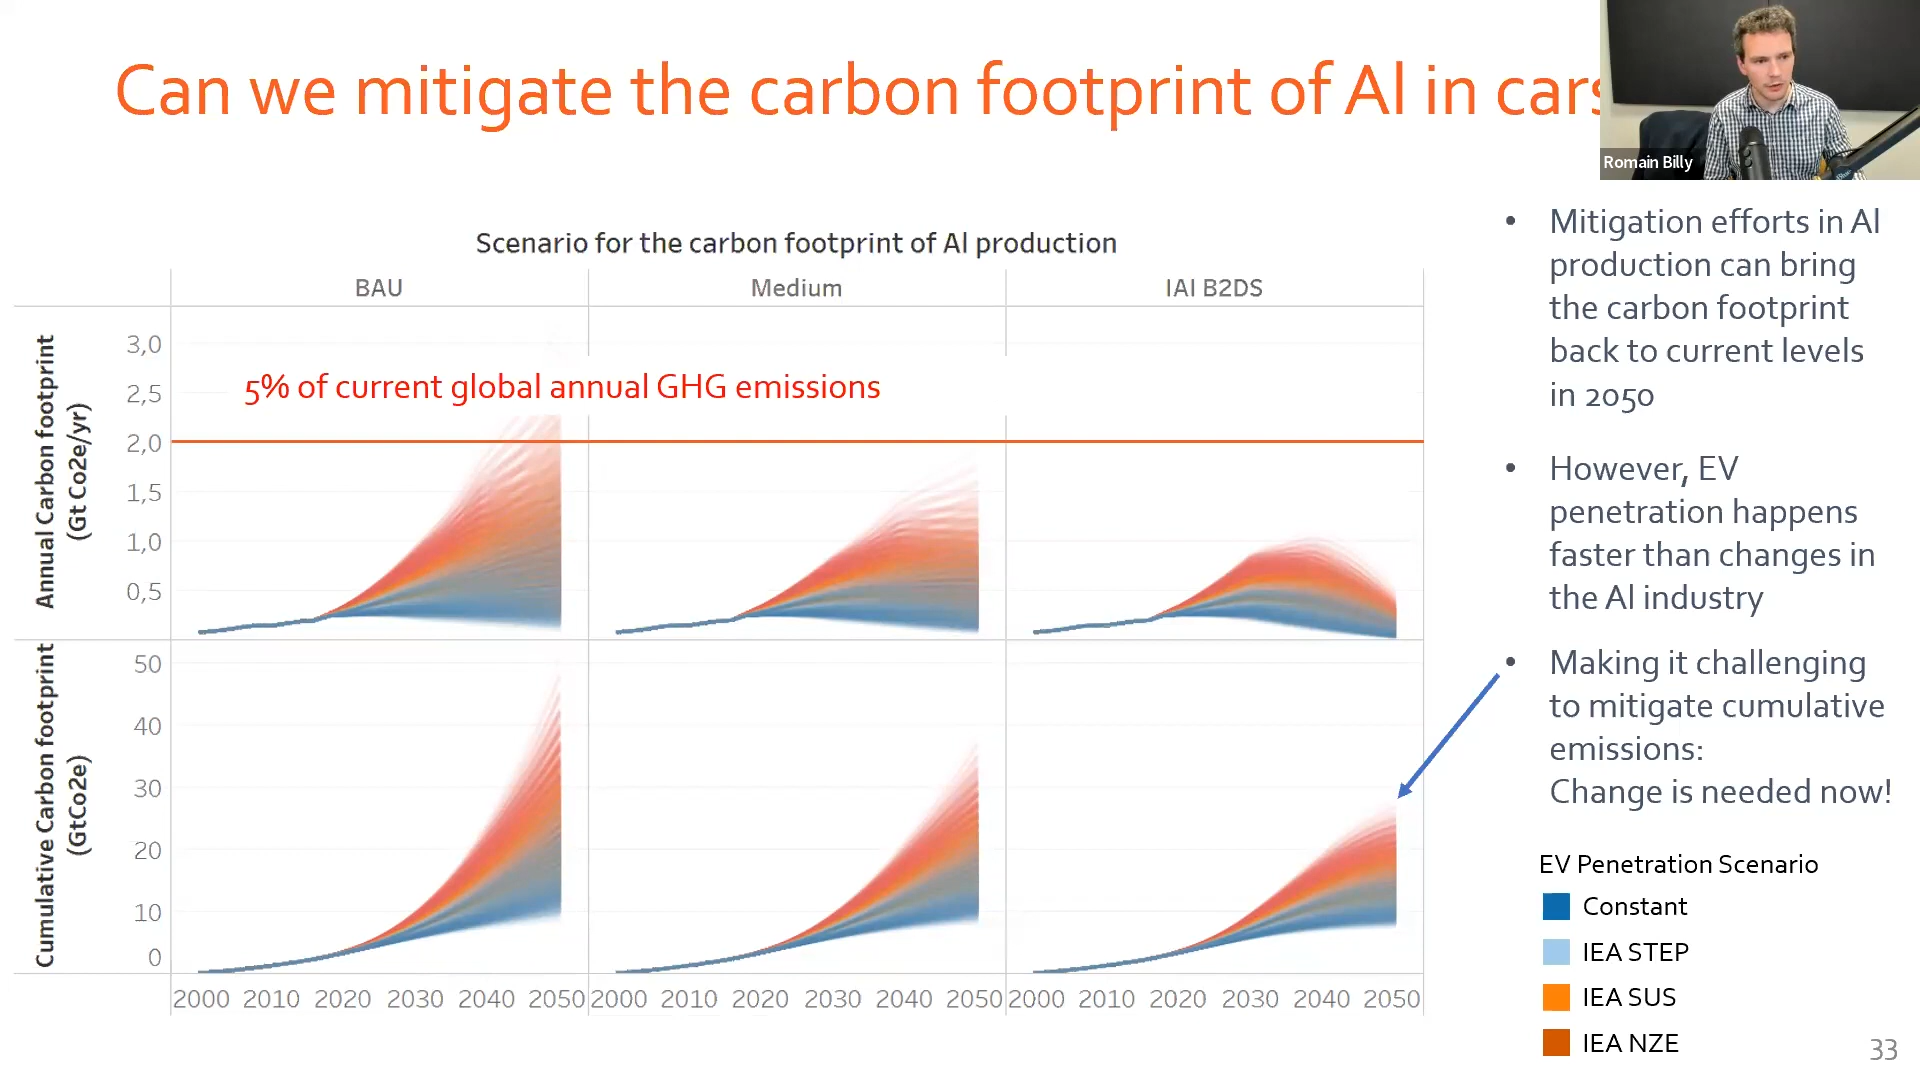 Can we mitigate the carbon footprint of Al in cars
Romain Billy
Scenario for the carbon footprint of Al production
BAU
Medium
IAI B2DS
Annual Carbon footprint
(Gt Co2e/yr)
3,0
2,5
2,0
1,5
1,0
0,5
5% of current global annual GHG emissions
Cumulative Carbon footprint
(GtCo2e)
50
40
30
20
10
0
2000 2010 2020 2030 2040 2050 2000 2010 2020 2030 2040 2050 2000 2010 2020 2030 2040 2050
• Mitigation efforts in Al
production can bring
the carbon footprint
back to current levels
in 2050
• However, EV
penetration happens
faster than changes in
the Al industry
• Making it challenging
to mitigate cumulative
emissions:
Change is needed now!
EV Penetration Scenario
Constant
IEA STEP
IEA SUS
IEA NZE
33